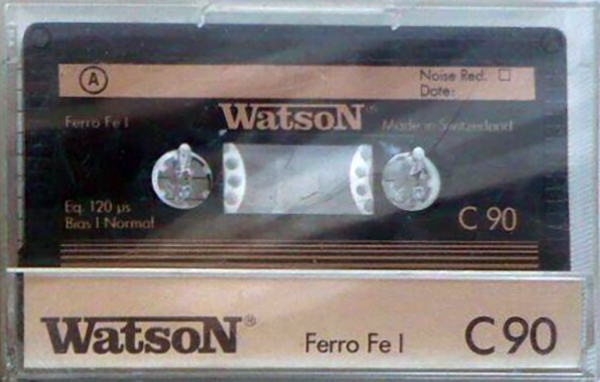 A
Noise Red.
Date:
WatsoN®
Ferro Fe I
Made in Switzerland
Eq. 120 µs
Bias I Normal
C 90
WatsoN® Ferro Fe I C90